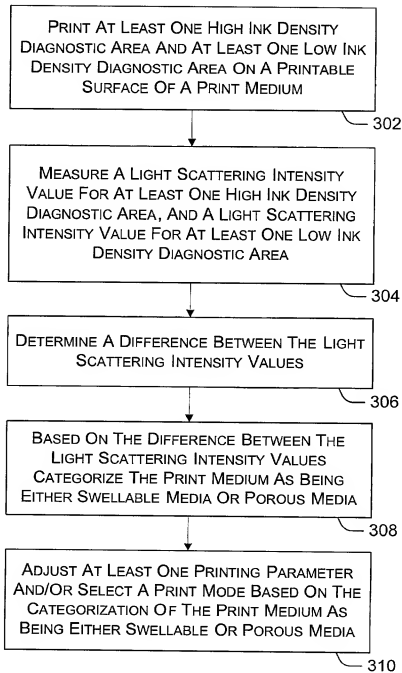 PRINT AT LEAST ONE HIGH INK DENSITY
DIAGNOSTIC AREA AND AT LEAST ONE LOW INK
DENSITY DIAGNOSTIC AREA ON A PRINTABLE
SURFACE OF A PRINT MEDIUM
302
MEASURE A LIGHT SCATTERING INTENSITY
VALUE FOR AT LEAST ONE HIGH INK DENSITY
DIAGNOSTIC AREA, AND A LIGHT SCATTERING
INTENSITY VALUE FOR AT LEAST ONE LOW INK
DENSITY DIAGNOSTIC AREA
304
DETERMINE A DIFFERENCE BETWEEN THE LIGHT
SCATTERING INTENSITY VALUES
306
BASED ON THE DIFFERENCE BETWEEN THE
LIGHT SCATTERING INTENSITY VALUES
CATEGORIZE THE PRINT MEDIUM AS BEING
EITHER SWELLABLE MEDIA OR POROUS MEDIA
308
ADJUST AT LEAST ONE PRINTING PARAMETER
AND/OR SELECT A PRINT MODE BASED ON THE
CATEGORIZATION OF THE PRINT MEDIUM AS
BEING EITHER SWELLABLE OR POROUS MEDIA
310